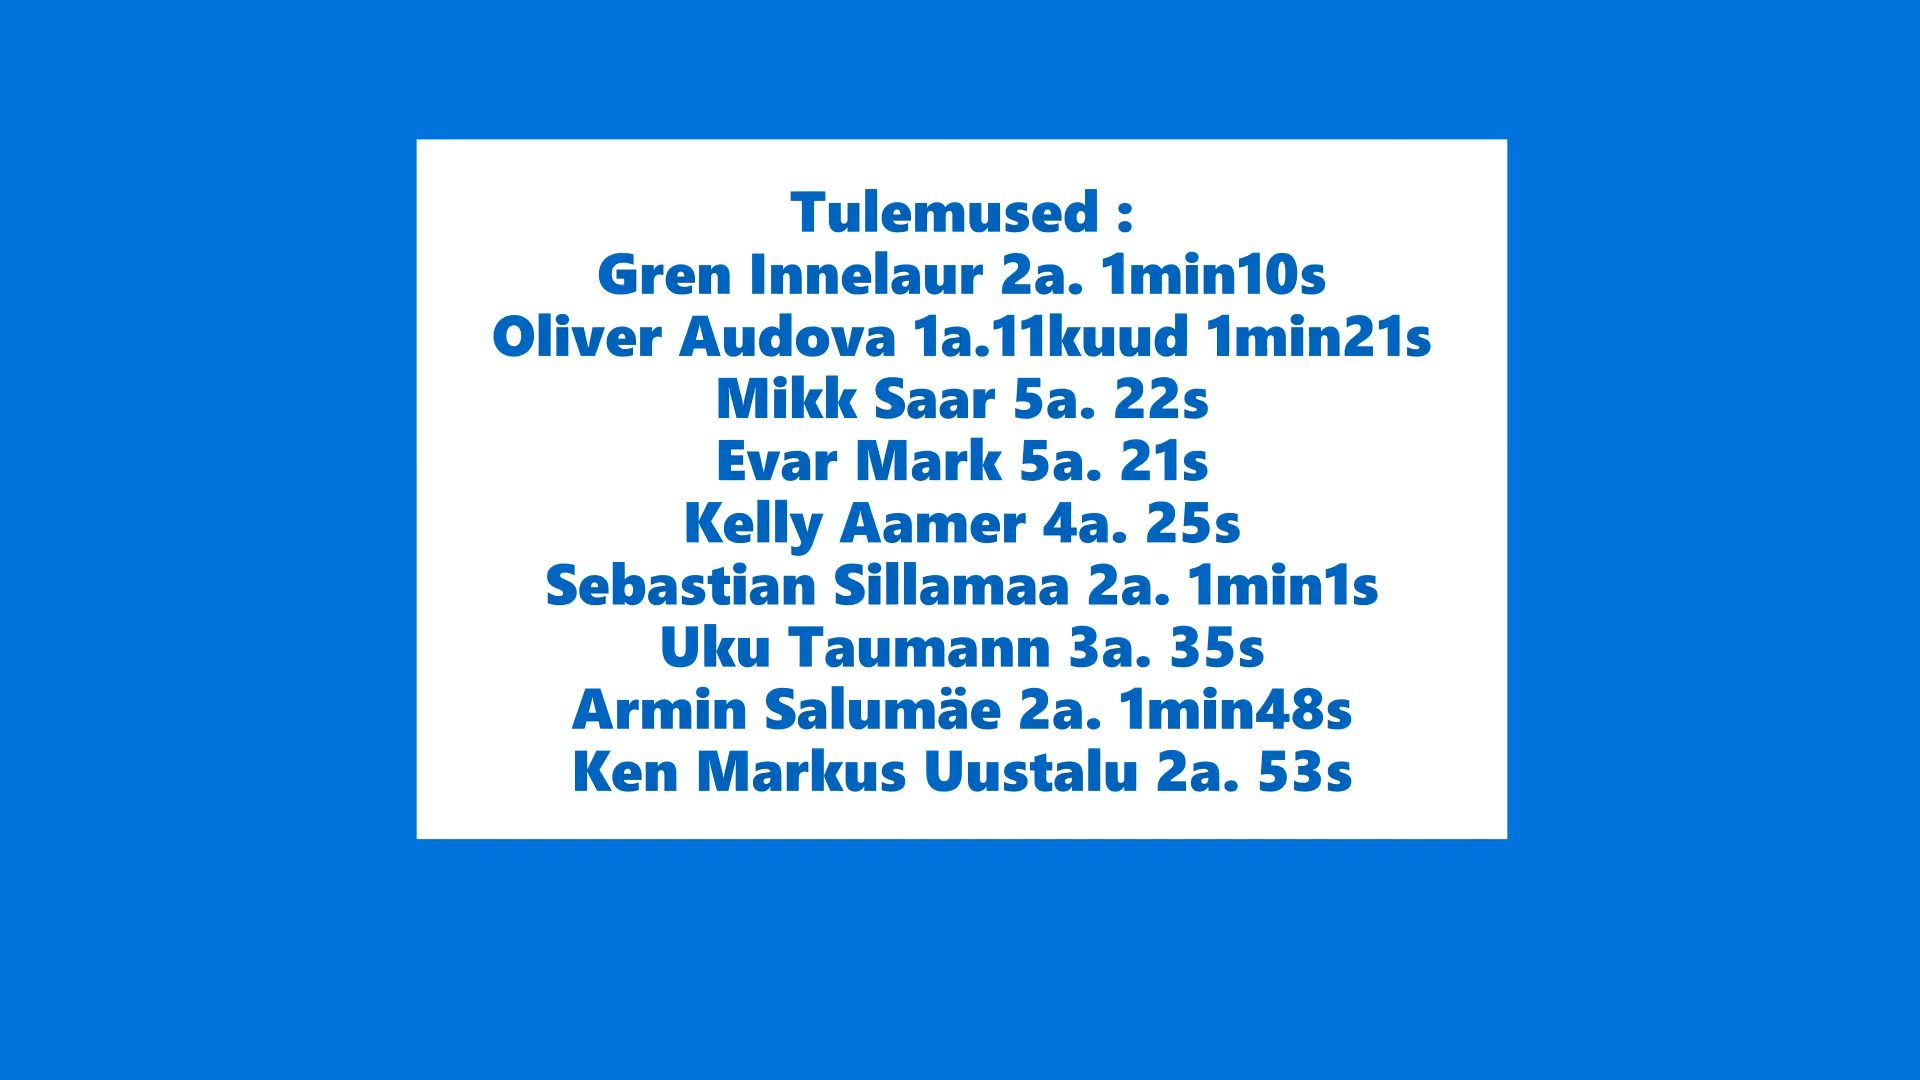 Tulemused :
Gren Innelaur 2a. 1min10s
Oliver Audova 1a.11kuud 1min21s
Mikk Saar 5a. 22s
Evar Mark 5a. 21s
Kelly Aamer 4a. 25s
Sebastian Sillamaa 2a. 1min1s
Uku Taumann 3a. 35s
Armin Salumäe 2a. 1min48s
Ken Markus Uustalu 2a. 53s